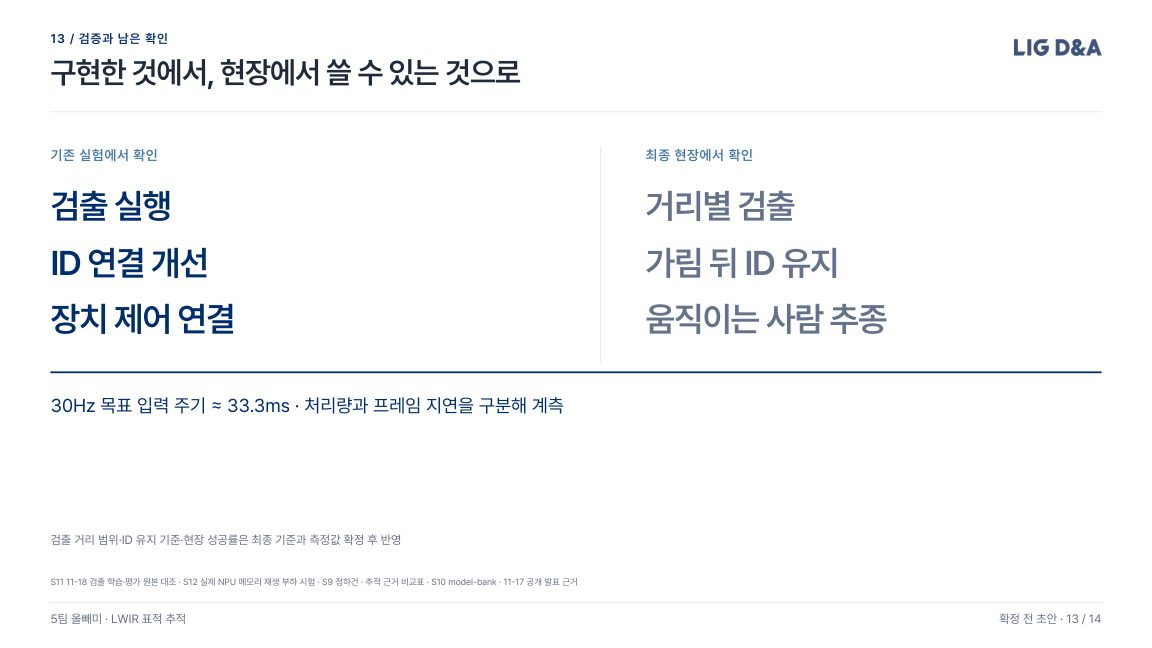 13 / 검증과 남은 확인
LIG D&A
구현한 것에서, 현장에서 쓸 수 있는 것으로
기존 실험에서 확인
검출 실행
ID 연결 개선
장치 제어 연결
최종 현장에서 확인
거리별 검출
가림 뒤 ID 유지
움직이는 사람 추종
30Hz 목표 입력 주기 ≈ 33.3ms · 처리량과 프레임 지연을 구분해 계측
검출 거리 범위·ID 유지 기준·현장 성공률은 최종 기준과 측정값 확정 후 반영
S11 11-18 검출 학습·평가 원본 대조 · S12 실제 NPU 메모리 재생 부하 시험 · S9 정하건 · 추적 근거 비교표 · S10 model-bank · 11-17 공개 발표 근거
5팀 올빼미 · LWIR 표적 추적
확정 전 초안 · 13 / 14